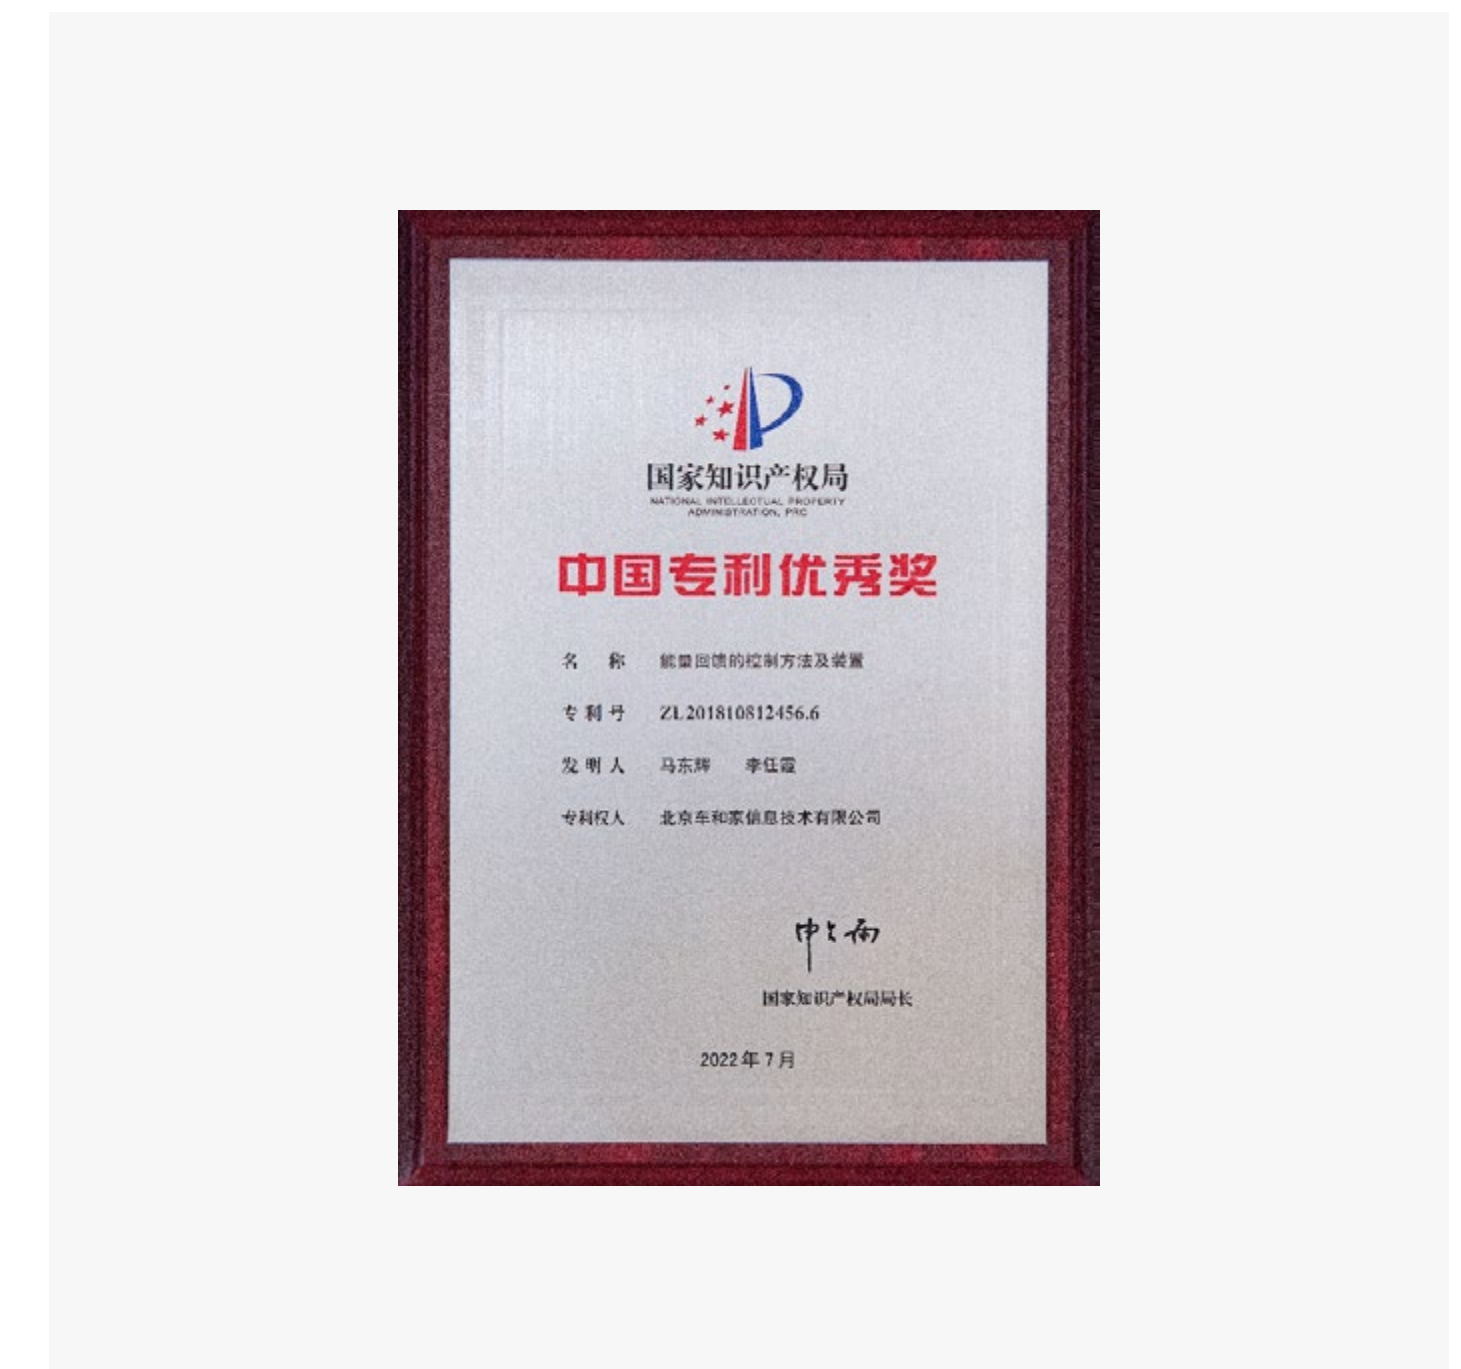 国家知识产权局
NATIONAL INTELLECTUAL PROPERTY
ADMINISTRATION, PRC
中国专利优秀奖
名 称 能量回馈的控制方法及装置
专利号 ZL201810812456.6
发明人 马东辉 李任霞
专利权人 北京车和家信息技术有限公司
申长雨
国家知识产权局局长
2022年7月